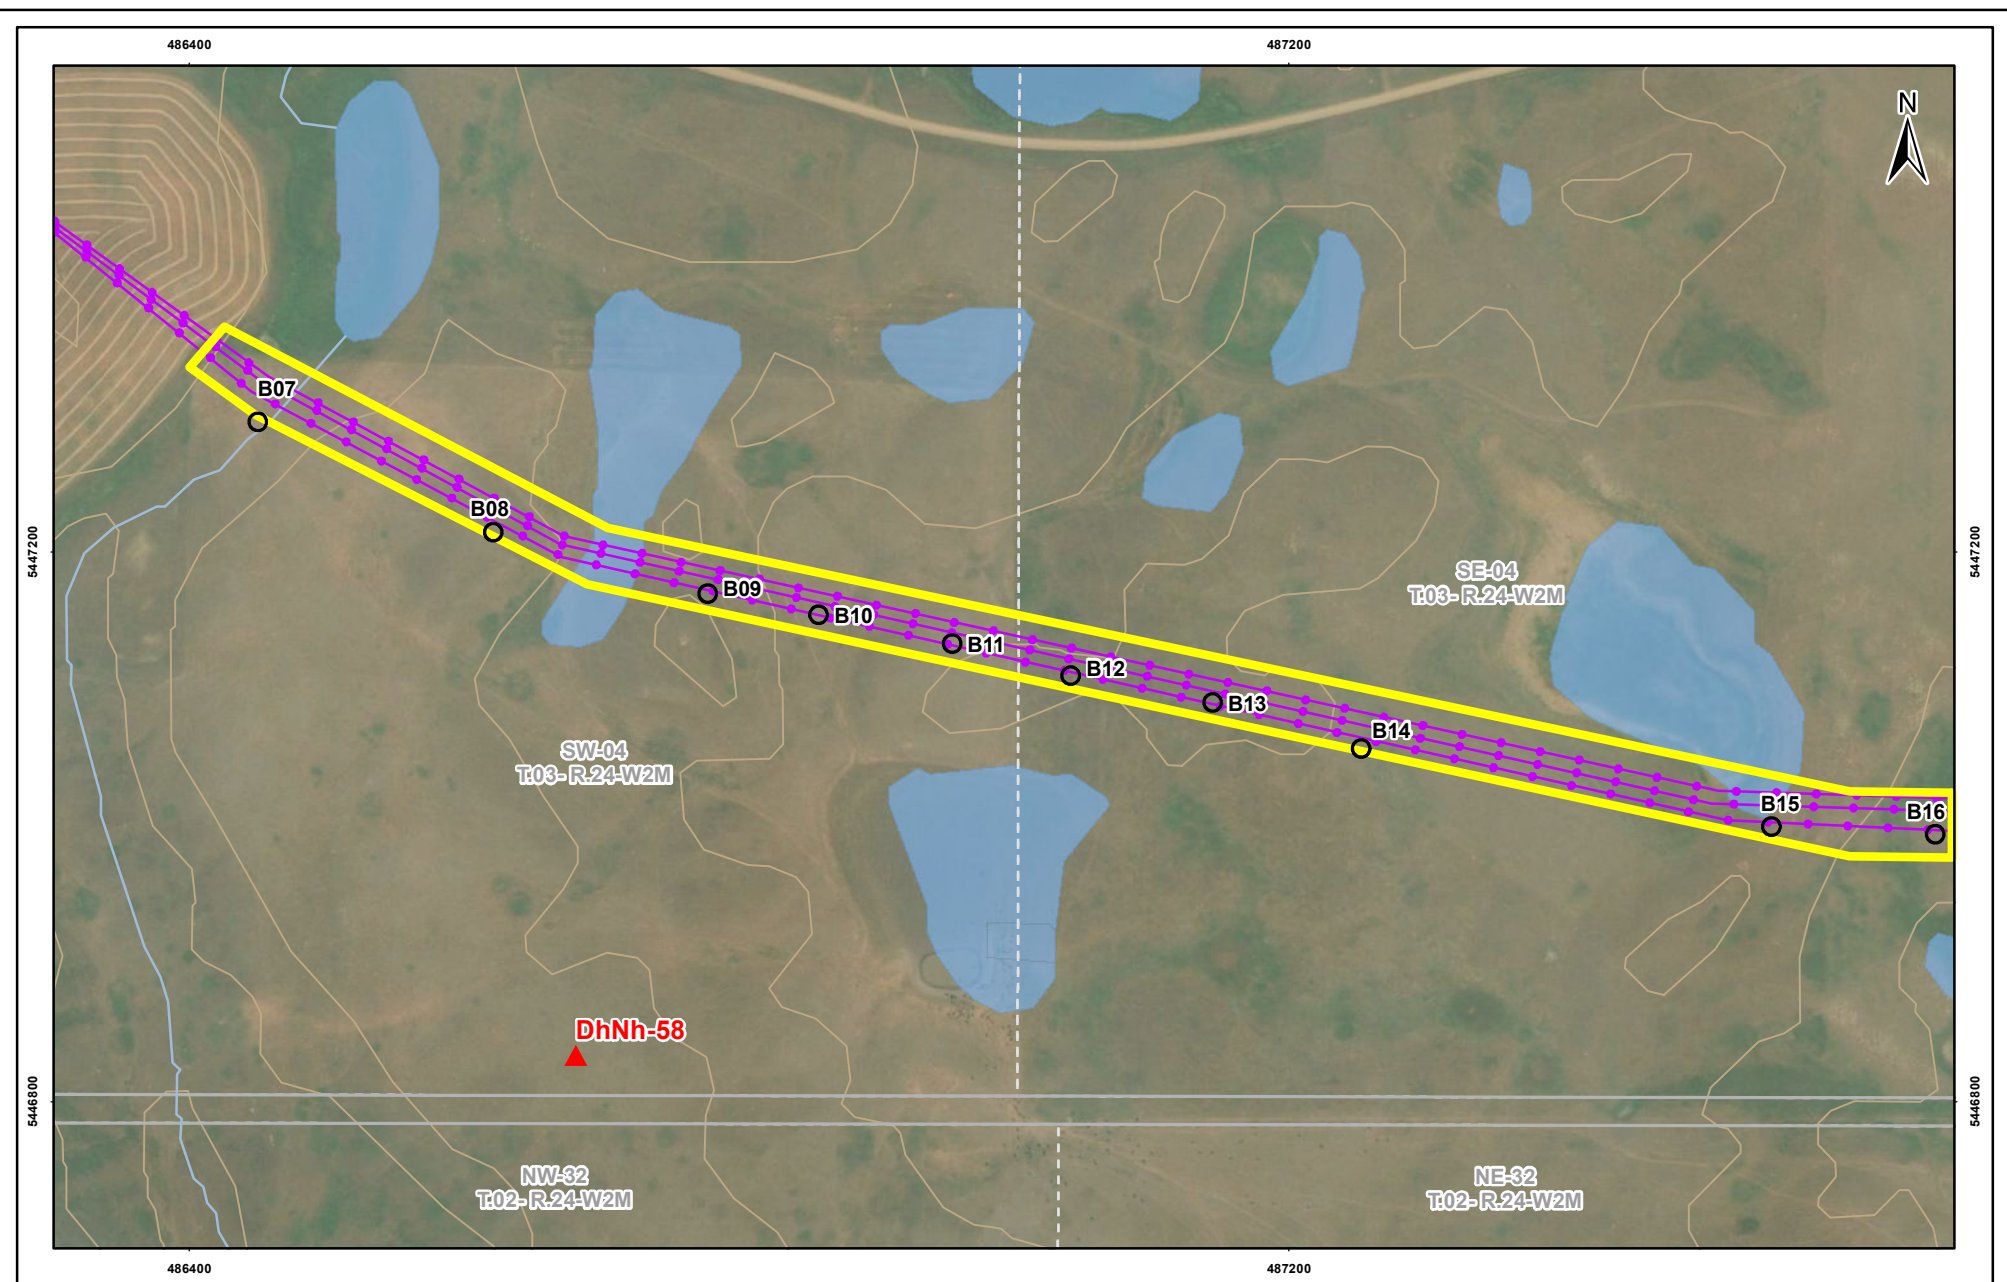 486400
487200
N
B07
B08
5447200
5447200
SE-04
T.03- R.24-W2M
B09
B10
B11
B12
B13
B14
SW-04
T.03- R.24-W2M
B15
B16
DhNh-58
5446800
5446800
NW-32
T.02- R.24-W2M
NE-32
T.02- R.24-W2M
486400
487200